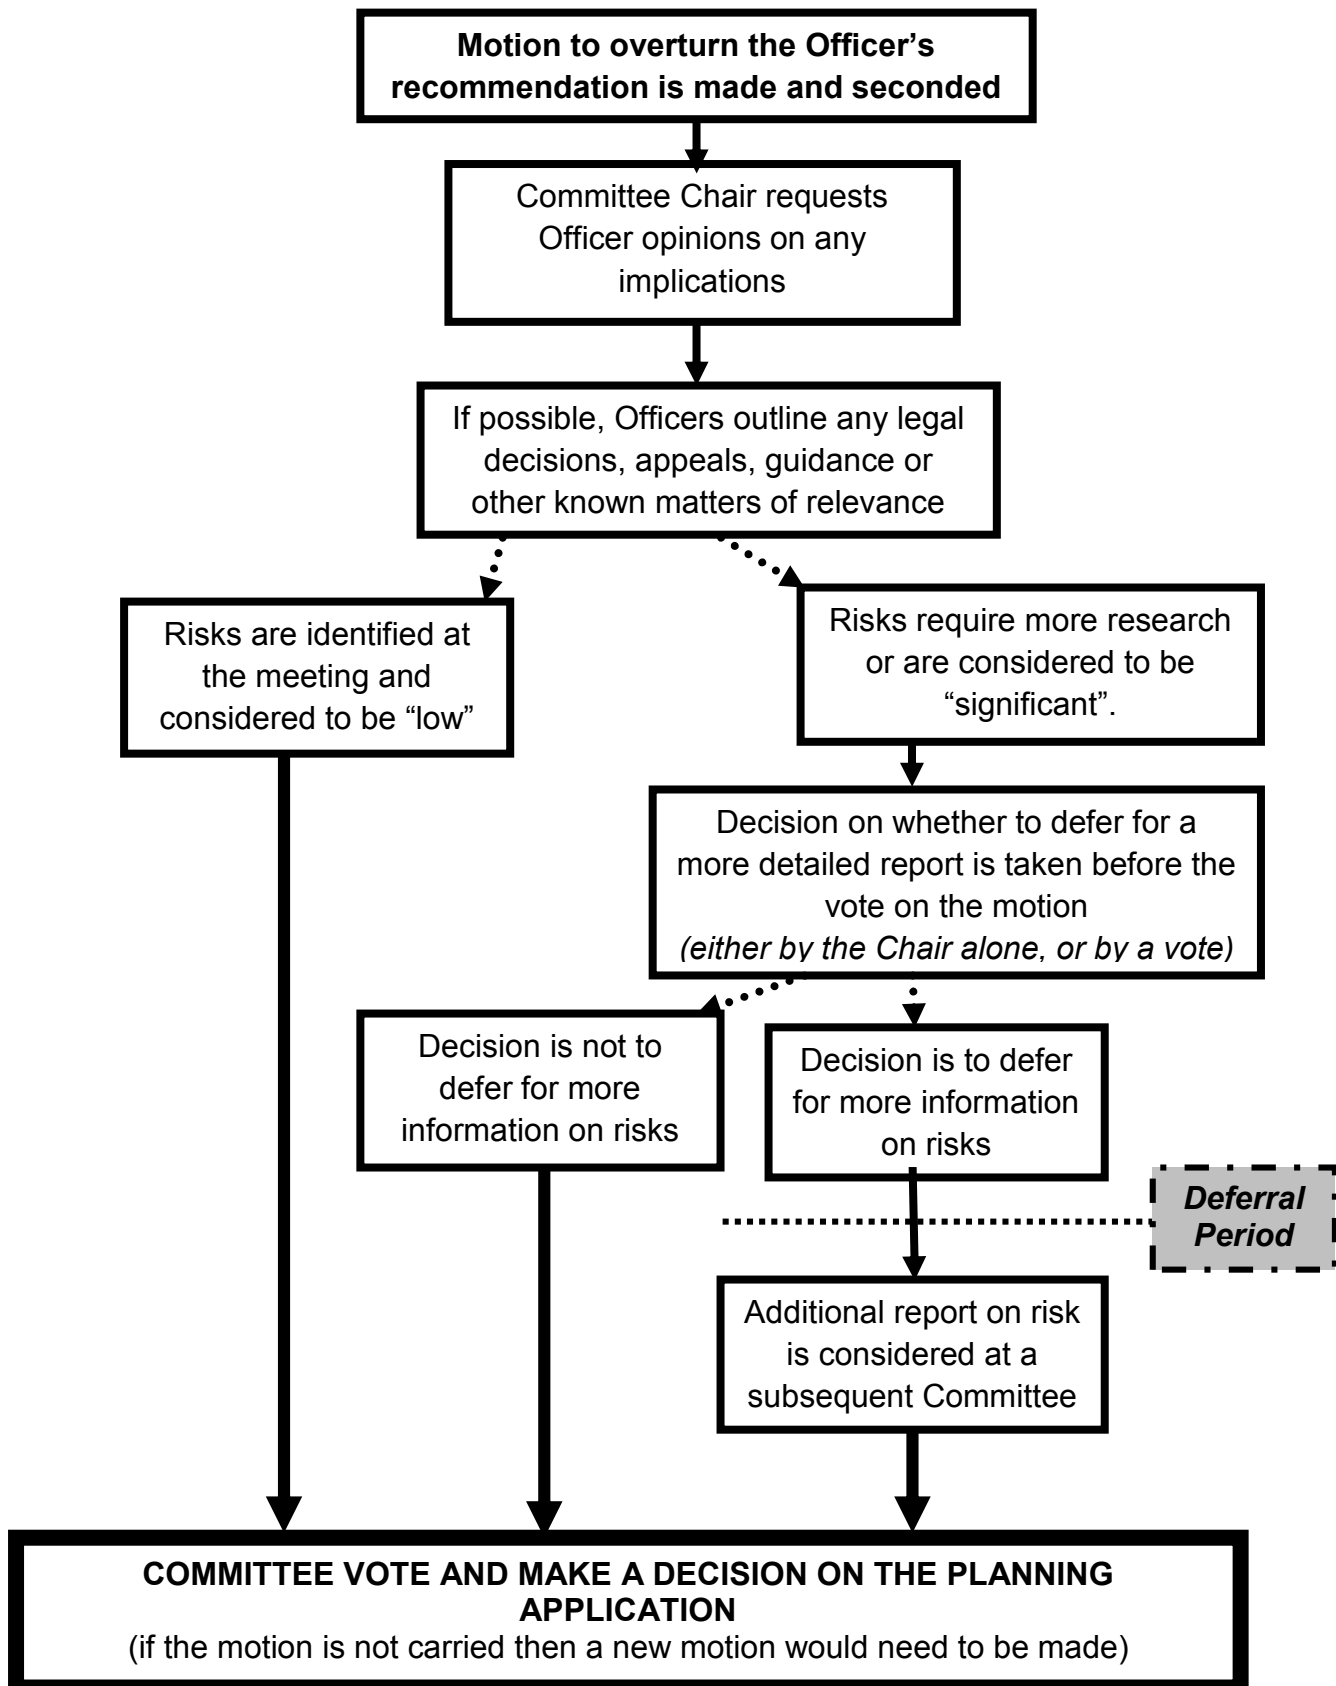 Motion to overturn the Officer’s
recommendation is made and seconded
Committee Chair requests
Officer opinions on any
implications
If possible, Officers outline any legal
decisions, appeals, guidance or
other known matters of relevance
Risks are identified at
the meeting and
considered to be “low”
Risks require more research
or are considered to be
“significant”.
Decision on whether to defer for a
more detailed report is taken before the
vote on the motion
(either by the Chair alone, or by a vote)
Decision is not to
defer for more
information on risks
Decision is to defer
for more information
on risks
Deferral
Period
Additional report on risk
is considered at a
subsequent Committee
COMMITTEE VOTE AND MAKE A DECISION ON THE PLANNING
APPLICATION
(if the motion is not carried then a new motion would need to be made)